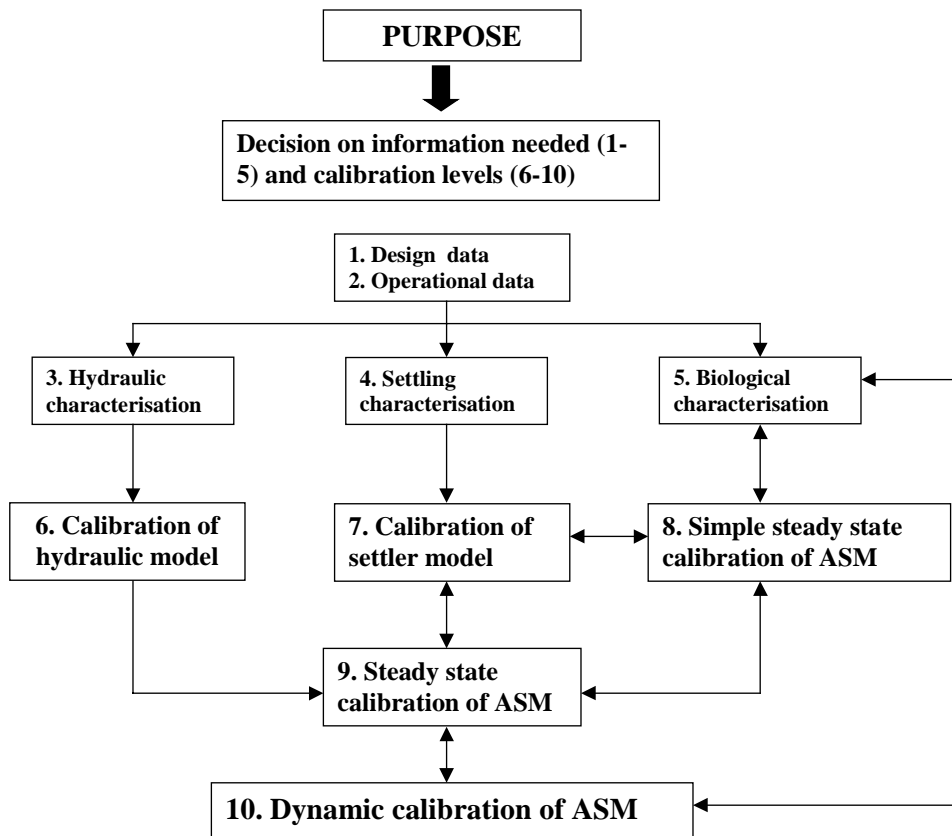 PURPOSE
Decision on information needed (1-
5) and calibration levels (6-10)
1. Design data
2. Operational data
3. Hydraulic
characterisation
4. Settling
characterisation
5. Biological
characterisation
6. Calibration of
hydraulic model
7. Calibration of
settler model
8. Simple steady state
calibration of ASM
9. Steady state
calibration of ASM
10. Dynamic calibration of ASM